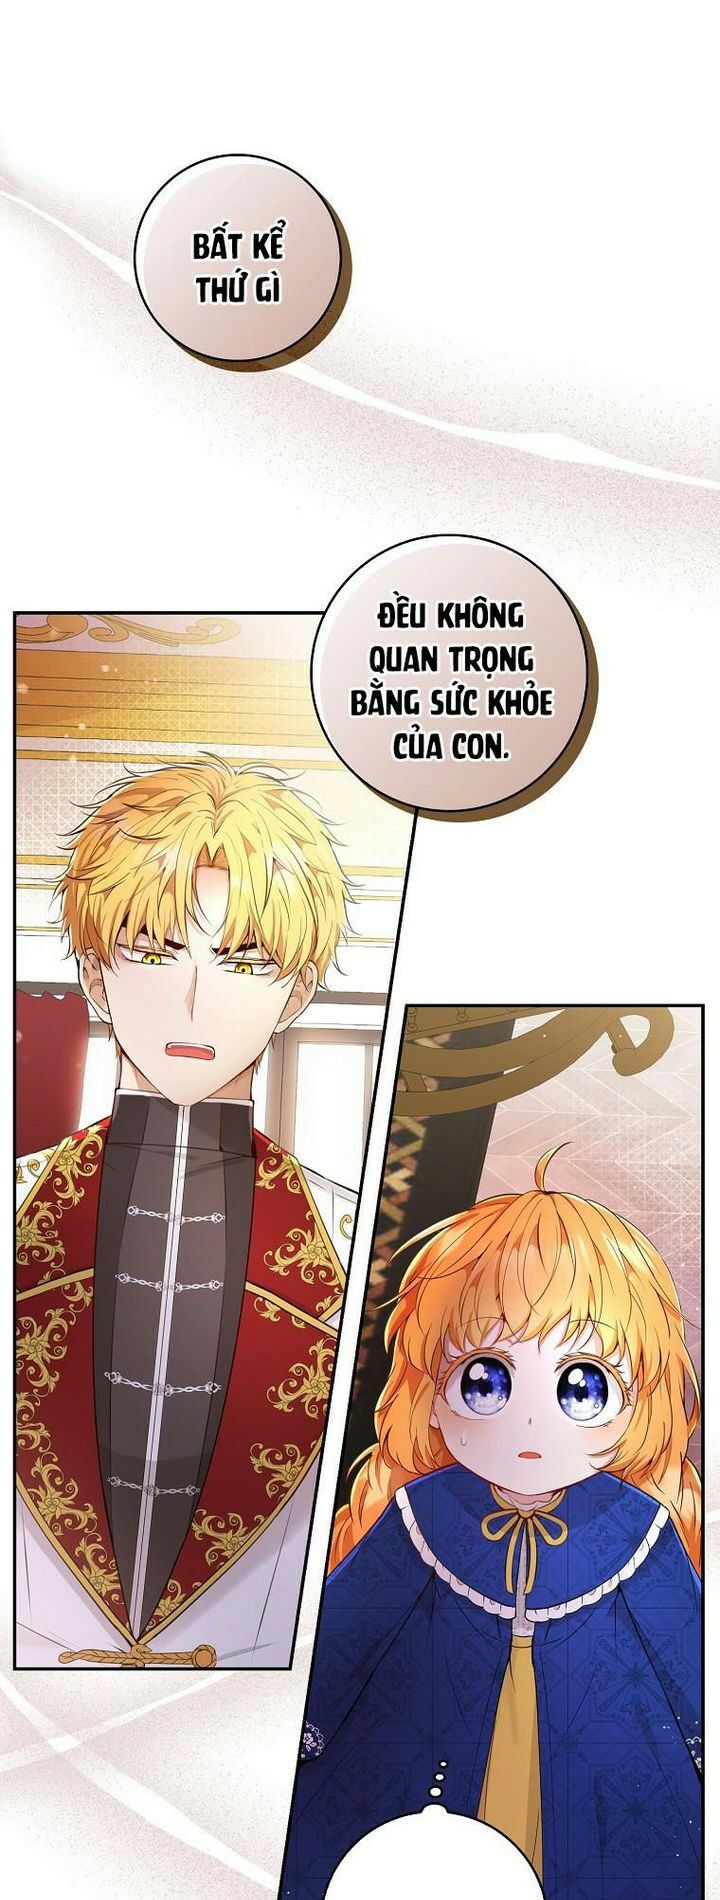 BẤT KỂ
THỨ GÌ
ĐỀU KHÔNG
QUAN TRỌNG
BẰNG SỨC KHỎE
CỦA CON.
...